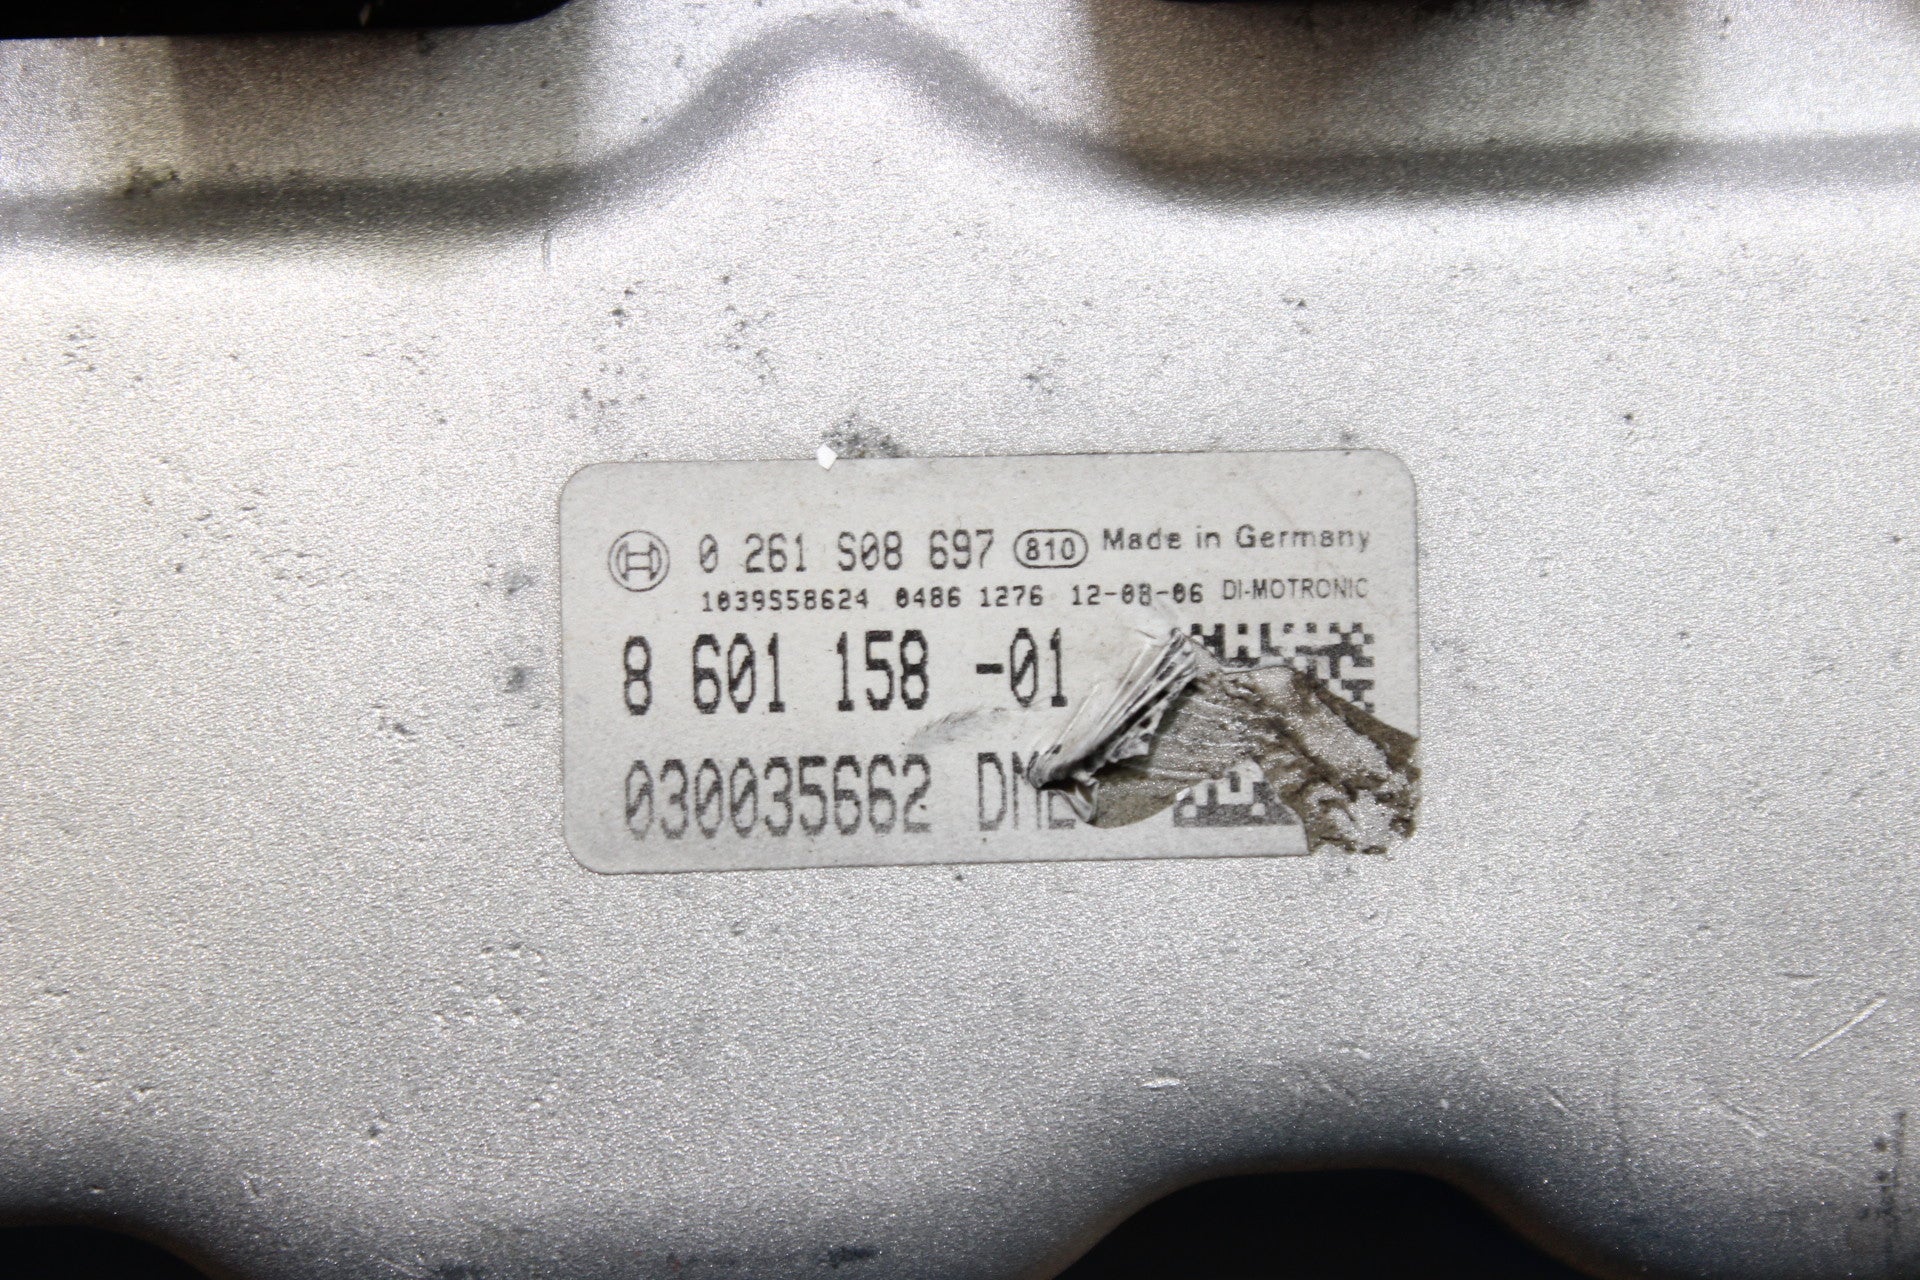 0 261 S08 697 810 Made in Germany
1039S58624 0486 1276 12-08-06 DI-MOTRONIC
8 601 158 -01
030035662 DME